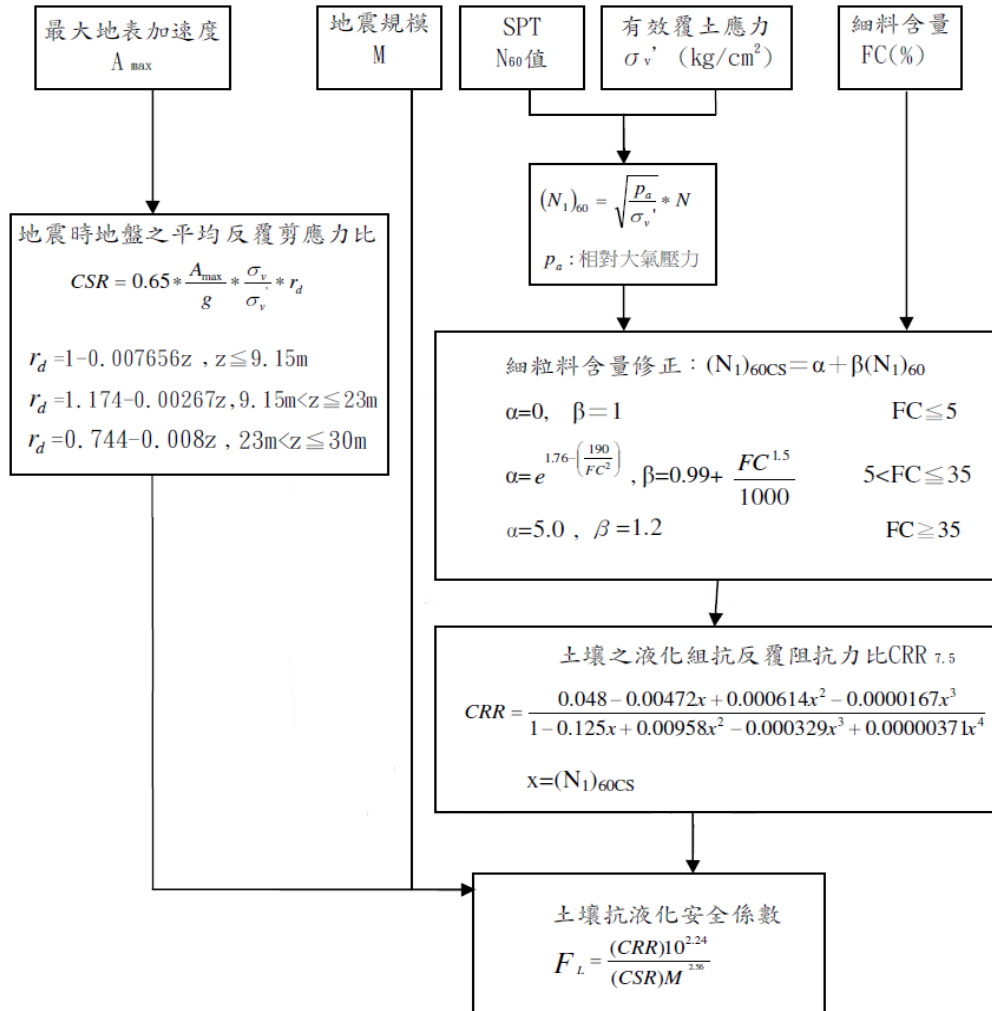 最大地表加速度
A max
地震規模
M
SPT
N60值
有效覆土應力
σv' (kg/cm²)
細料含量
FC(%)
(N₁)₆₀ = √(pₐ/σᵥ') * N
pₐ:相對大氣壓力
地震時地盤之平均反覆剪應力比
CSR = 0.65 * Amax/g * σᵥ/σᵥ' * r_d
r_d =1-0.007656z , z≦9.15m
r_d =1.174-0.00267z, 9.15m<z≦23m
r_d =0.744-0.008z , 23m<z≦30m
細粒料含量修正:(N₁)60CS=α+β(N₁)₆₀
α=0, β=1 FC≦5
α=e^(1.76-(190/FC²)) , β=0.99+ FC^1.5/1000 5<FC≦35
α=5.0 , β=1.2 FC≧35
土壤之液化組抗反覆阻抗力比CRR 7.5
CRR = (0.048-0.00472x+0.000614x²-0.0000167x³)/(1-0.125x+0.00958x²-0.000329x³+0.00000371x⁴)
x=(N₁)60CS
土壤抗液化安全係數
F_L = (CRR)10^2.24/(CSR)M^2.56